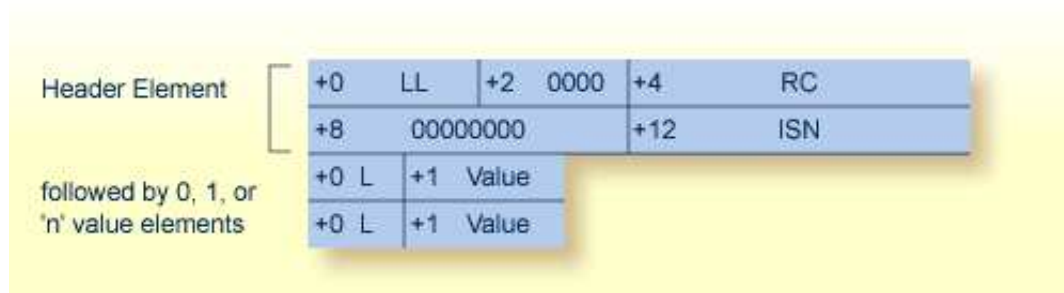 Header Element
+0 LL +2 0000 +4 RC
+8 00000000 +12 ISN
followed by 0, 1, or
'n' value elements
+0 L +1 Value
+0 L +1 Value